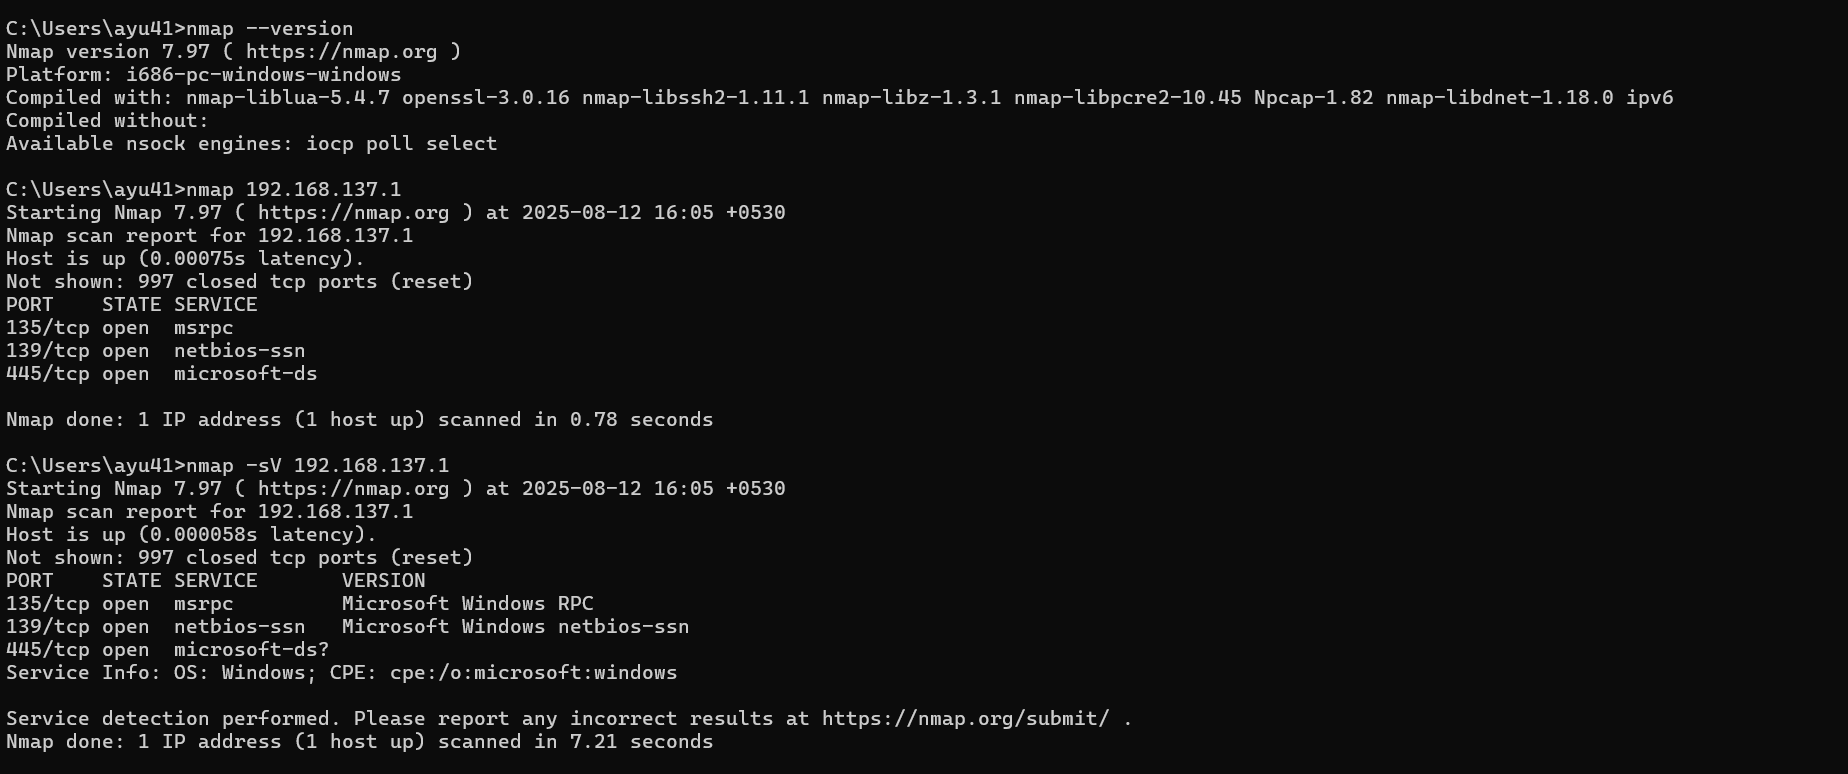 C:\Users\ayu41>nmap --version
Nmap version 7.97 ( https://nmap.org )
Platform: i686-pc-windows-windows
Compiled with: nmap-liblua-5.4.7 openssl-3.0.16 nmap-libssh2-1.11.1 nmap-libz-1.3.1 nmap-libpcre2-10.45 Npcap-1.82 nmap-libdnet-1.18.0 ipv6
Compiled without:
Available nsock engines: iocp poll select

C:\Users\ayu41>nmap 192.168.137.1
Starting Nmap 7.97 ( https://nmap.org ) at 2025-08-12 16:05 +0530
Nmap scan report for 192.168.137.1
Host is up (0.00075s latency).
Not shown: 997 closed tcp ports (reset)
PORT    STATE SERVICE
135/tcp open  msrpc
139/tcp open  netbios-ssn
445/tcp open  microsoft-ds

Nmap done: 1 IP address (1 host up) scanned in 0.78 seconds

C:\Users\ayu41>nmap -sV 192.168.137.1
Starting Nmap 7.97 ( https://nmap.org ) at 2025-08-12 16:05 +0530
Nmap scan report for 192.168.137.1
Host is up (0.000058s latency).
Not shown: 997 closed tcp ports (reset)
PORT    STATE SERVICE       VERSION
135/tcp open  msrpc         Microsoft Windows RPC
139/tcp open  netbios-ssn   Microsoft Windows netbios-ssn
445/tcp open  microsoft-ds?
Service Info: OS: Windows; CPE: cpe:/o:microsoft:windows

Service detection performed. Please report any incorrect results at https://nmap.org/submit/ .
Nmap done: 1 IP address (1 host up) scanned in 7.21 seconds